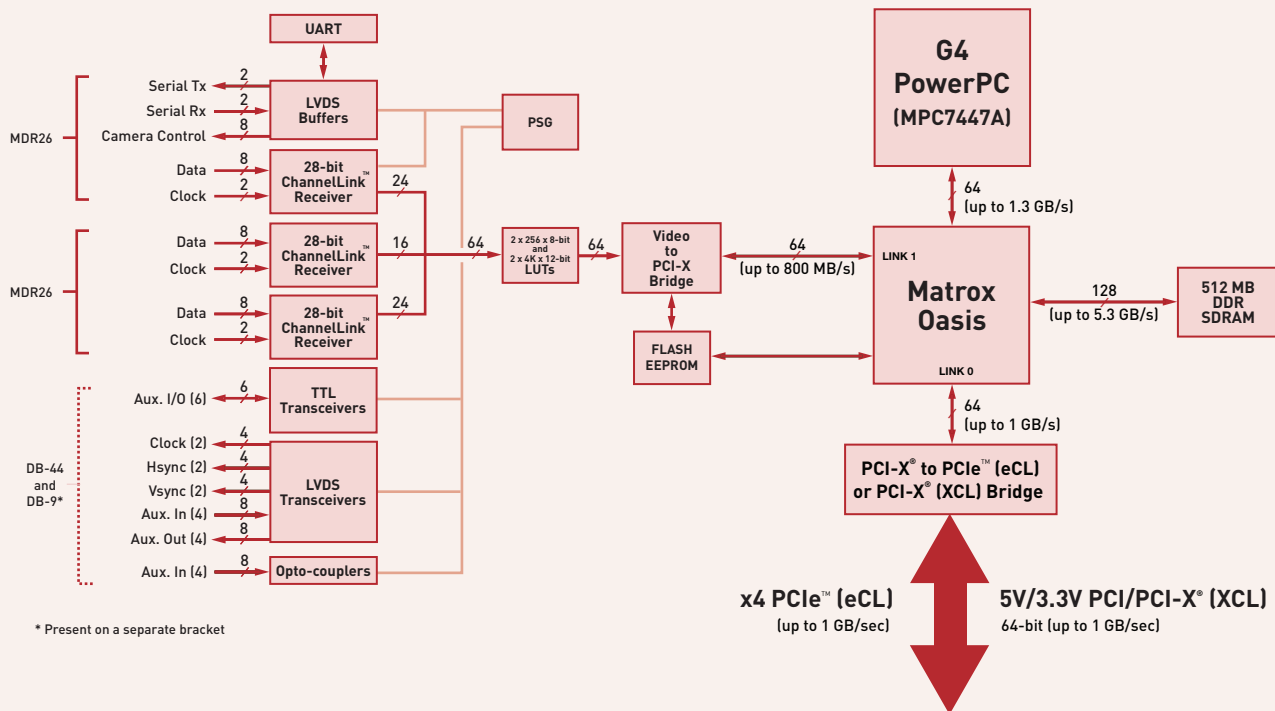 UART
MDR26
Serial Tx
2
Serial Rx
2
Camera Control
8
LVDS
Buffers
PSG
Data
8
Clock
2
28-bit
ChannelLink™
Receiver
24
MDR26
Data
8
Clock
2
28-bit
ChannelLink™
Receiver
16
Data
8
Clock
2
28-bit
ChannelLink™
Receiver
24
64
2 x 256 x 8-bit
and
2 x 4K x 12-bit
LUTs
64
Video
to
PCI-X
Bridge
64
(up to 800 MB/s)
FLASH
EEPROM
G4
PowerPC
(MPC7447A)
64
(up to 1.3 GB/s)
LINK 1
Matrox
Oasis
LINK 0
128
(up to 5.3 GB/s)
512 MB
DDR
SDRAM
64
(up to 1 GB/s)
PCI-X® to PCIe™ (eCL)
or PCI-X® (XCL) Bridge
x4 PCIe™ (eCL)
(up to 1 GB/sec)
5V/3.3V PCI/PCI-X® (XCL)
64-bit (up to 1 GB/sec)
DB-44
and
DB-9*
Aux. I/O (6)
6
TTL
Transceivers
Clock (2)
4
Hsync (2)
4
Vsync (2)
4
Aux. In (4)
8
Aux. Out (4)
8
LVDS
Transceivers
Aux. In (4)
8
Opto-couplers
* Present on a separate bracket